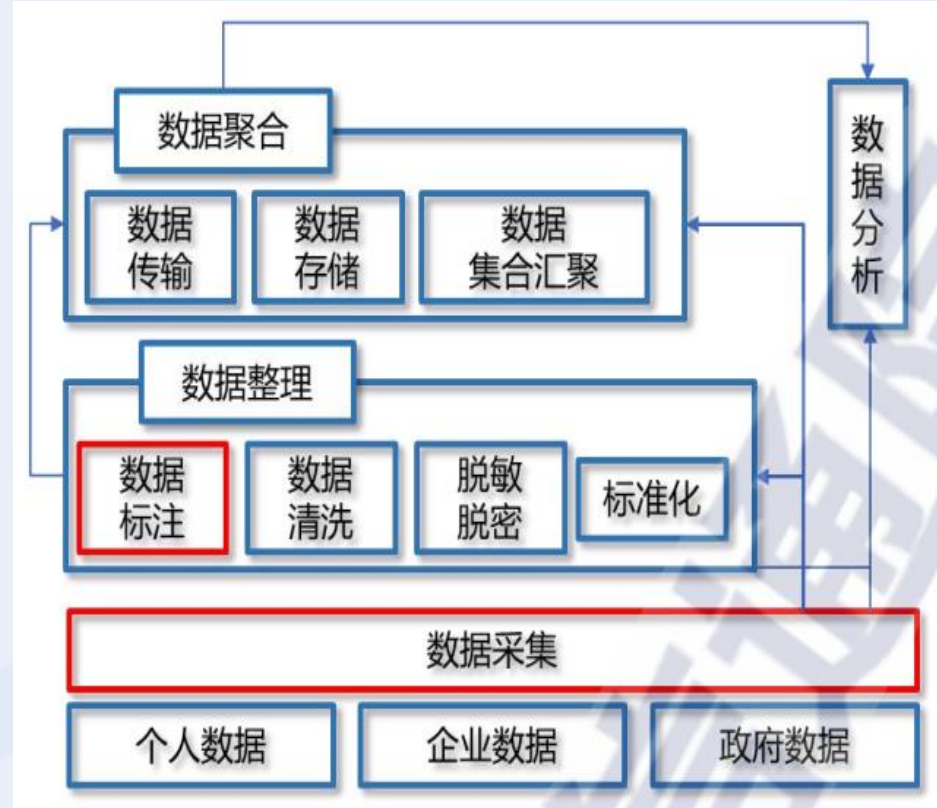 数据聚合
数据
传输
数据
存储
数据
集合汇聚
数据分析
数据整理
数据
标注
数据
清洗
脱敏
脱密
标准化
数据采集
个人数据
企业数据
政府数据